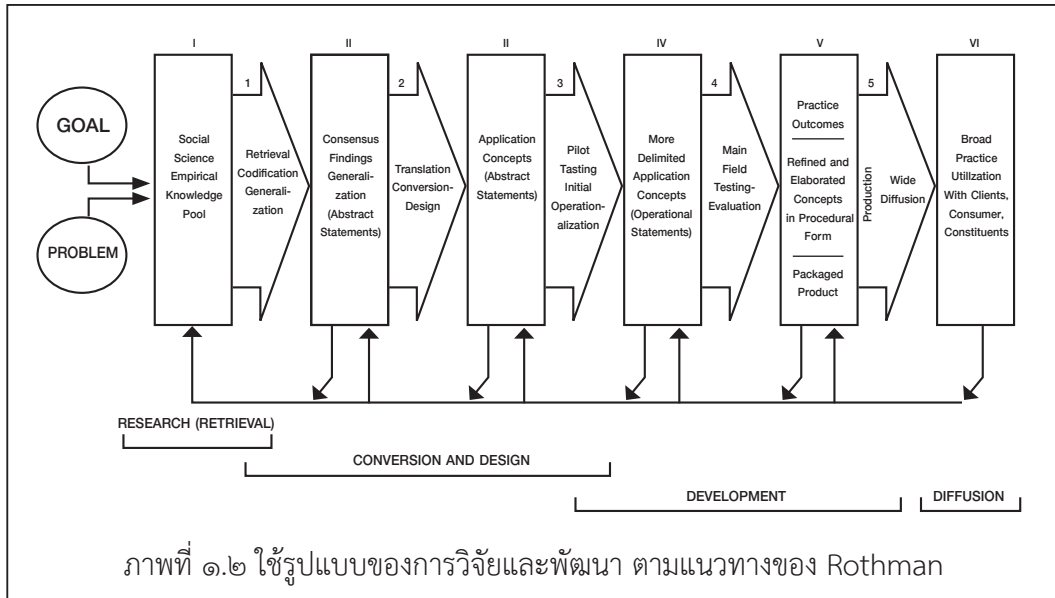 GOAL
PROBLEM
I
Social
Science
Empirical
Knowledge
Pool
1
Retrieval
Codification
Generali-
zation
II
Consensus
Findings
Generali-
zation
(Abstract
Statements)
2
Translation
Conversion-
Design
II
Application
Concepts
(Abstract
Statements)
3
Pilot
Tasting
Initial
Operation-
alization
IV
More
Delimited
Application
Concepts
(Operational
Statements)
4
Main
Field
Testing-
Evaluation
V
Practice
Outcomes
Refined and
Elaborated
Concepts
in Procedural
Form
Packaged
Product
5
Production
Wide
Diffusion
VI
Broad
Practice
Utilization
With Clients,
Consumer,
Constituents
RESEARCH (RETRIEVAL)
CONVERSION AND DESIGN
DEVELOPMENT
DIFFUSION
ภาพที่ ๑.๒ ใช้รูปแบบของการวิจัยและพัฒนา ตามแนวทางของ Rothman